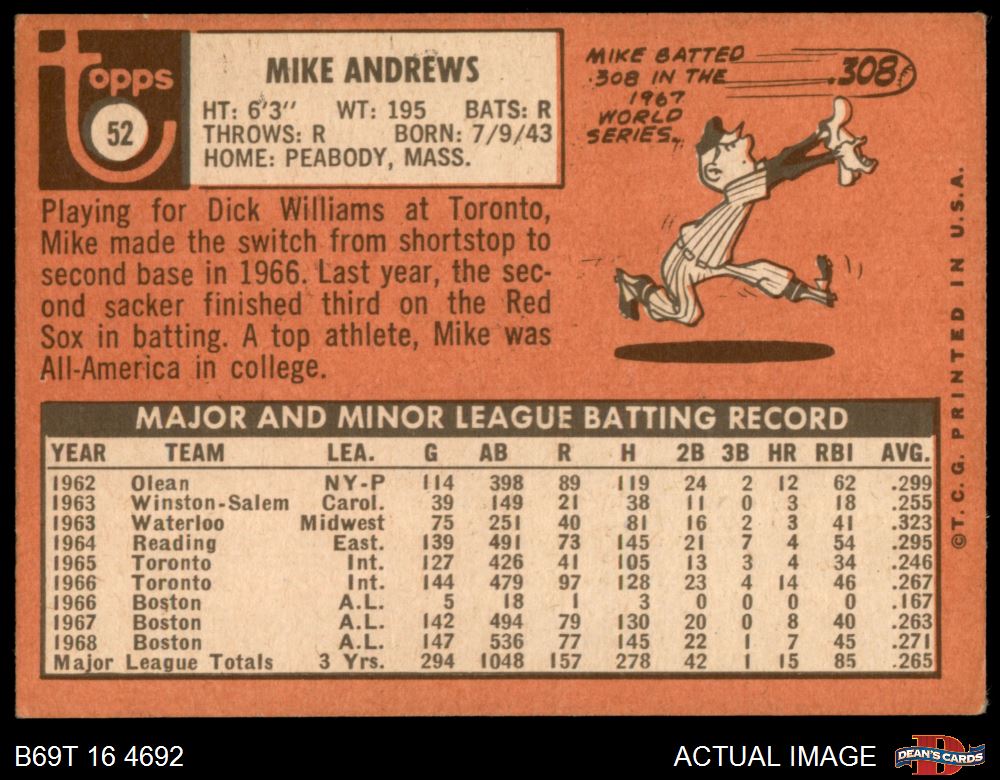 Topps
52
MIKE ANDREWS
HT: 6'3'' WT: 195 BATS: R
THROWS: R BORN: 7/9/43
HOME: PEABODY, MASS.
MIKE BATTED
.308 IN THE
1967
WORLD
SERIES.
.308
Playing for Dick Williams at Toronto,
Mike made the switch from shortstop to
second base in 1966. Last year, the sec-
ond sacker finished third on the Red
Sox in batting. A top athlete, Mike was
All-America in college.
MAJOR AND MINOR LEAGUE BATTING RECORD
YEAR TEAM LEA. G AB R H 2B 3B HR RBI AVG.
1962 Olean NY-P 114 398 89 119 24 2 12 62 .299
1963 Winston-Salem Carol. 39 149 21 38 11 0 3 18 .255
1963 Waterloo Midwest 75 251 40 81 16 2 3 41 .323
1964 Reading East. 139 491 73 145 21 7 4 54 .295
1965 Toronto Int. 127 426 41 105 13 3 4 34 .246
1966 Toronto Int. 144 479 97 128 23 4 14 46 .267
1966 Boston A.L. 5 18 1 3 0 0 0 0 .167
1967 Boston A.L. 142 494 79 130 20 0 8 40 .263
1968 Boston A.L. 147 536 77 145 22 1 7 45 .271
Major League Totals 3 Yrs. 294 1048 157 278 42 1 15 85 .265
©T. C. G. PRINTED IN U.S.A.
B69T 16 4692
ACTUAL IMAGE
D
DEAN'S CARDS